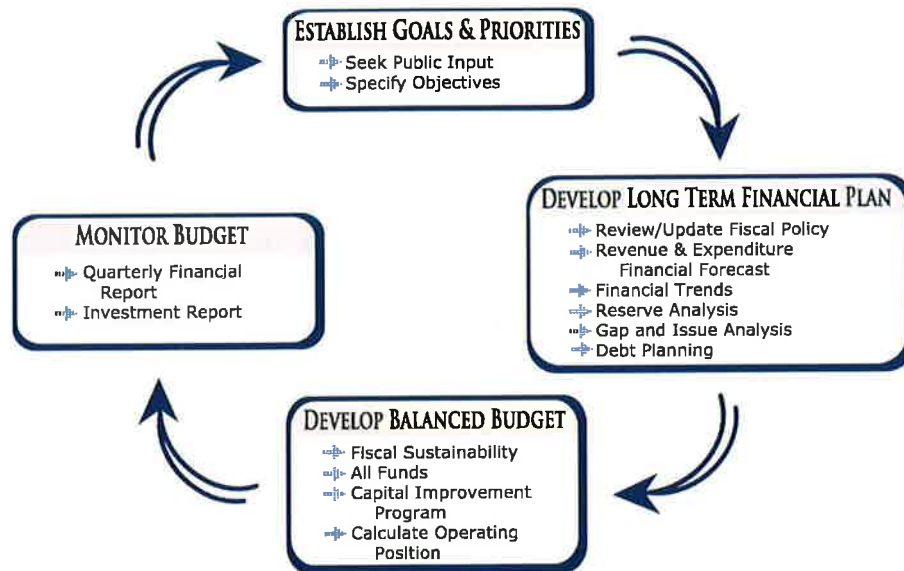 ESTABLISH GOALS & PRIORITIES
Seek Public Input
Specify Objectives
DEVELOP LONG TERM FINANCIAL PLAN
Review/Update Fiscal Policy
Revenue & Expenditure
Financial Forecast
Financial Trends
Reserve Analysis
Gap and Issue Analysis
Debt Planning
DEVELOP BALANCED BUDGET
Fiscal Sustainability
All Funds
Capital Improvement
Program
Calculate Operating
Position
MONITOR BUDGET
Quarterly Financial
Report
Investment Report